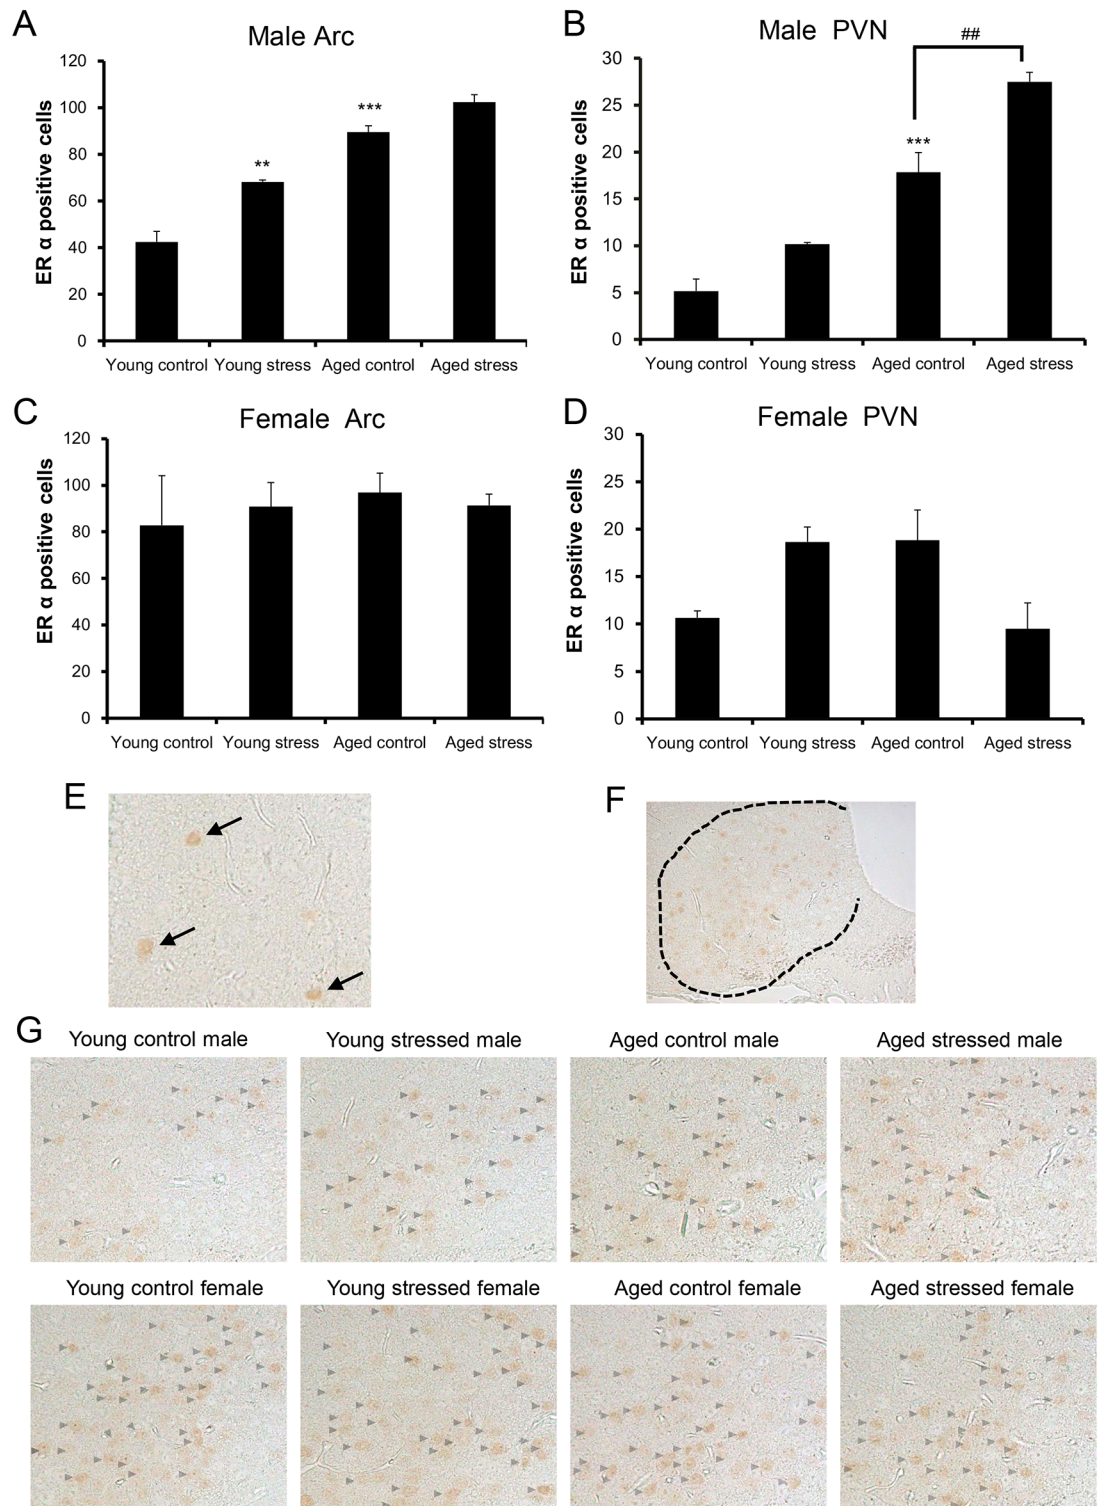 A
Male Arc
ER α positive cells
120
100
80
60
40
20
0
**
***
Young control Young stress Aged control Aged stress
B
Male PVN
ER α positive cells
30
25
20
15
10
5
0
***
##
Young control Young stress Aged control Aged stress
C
Female Arc
ER α positive cells
120
100
80
60
40
20
0
Young control Young stress Aged control Aged stress
D
Female PVN
ER α positive cells
30
25
20
15
10
5
0
Young control Young stress Aged control Aged stress
E
F
G
Young control male
Young stressed male
Aged control male
Aged stressed male
Young control female
Young stressed female
Aged control female
Aged stressed female